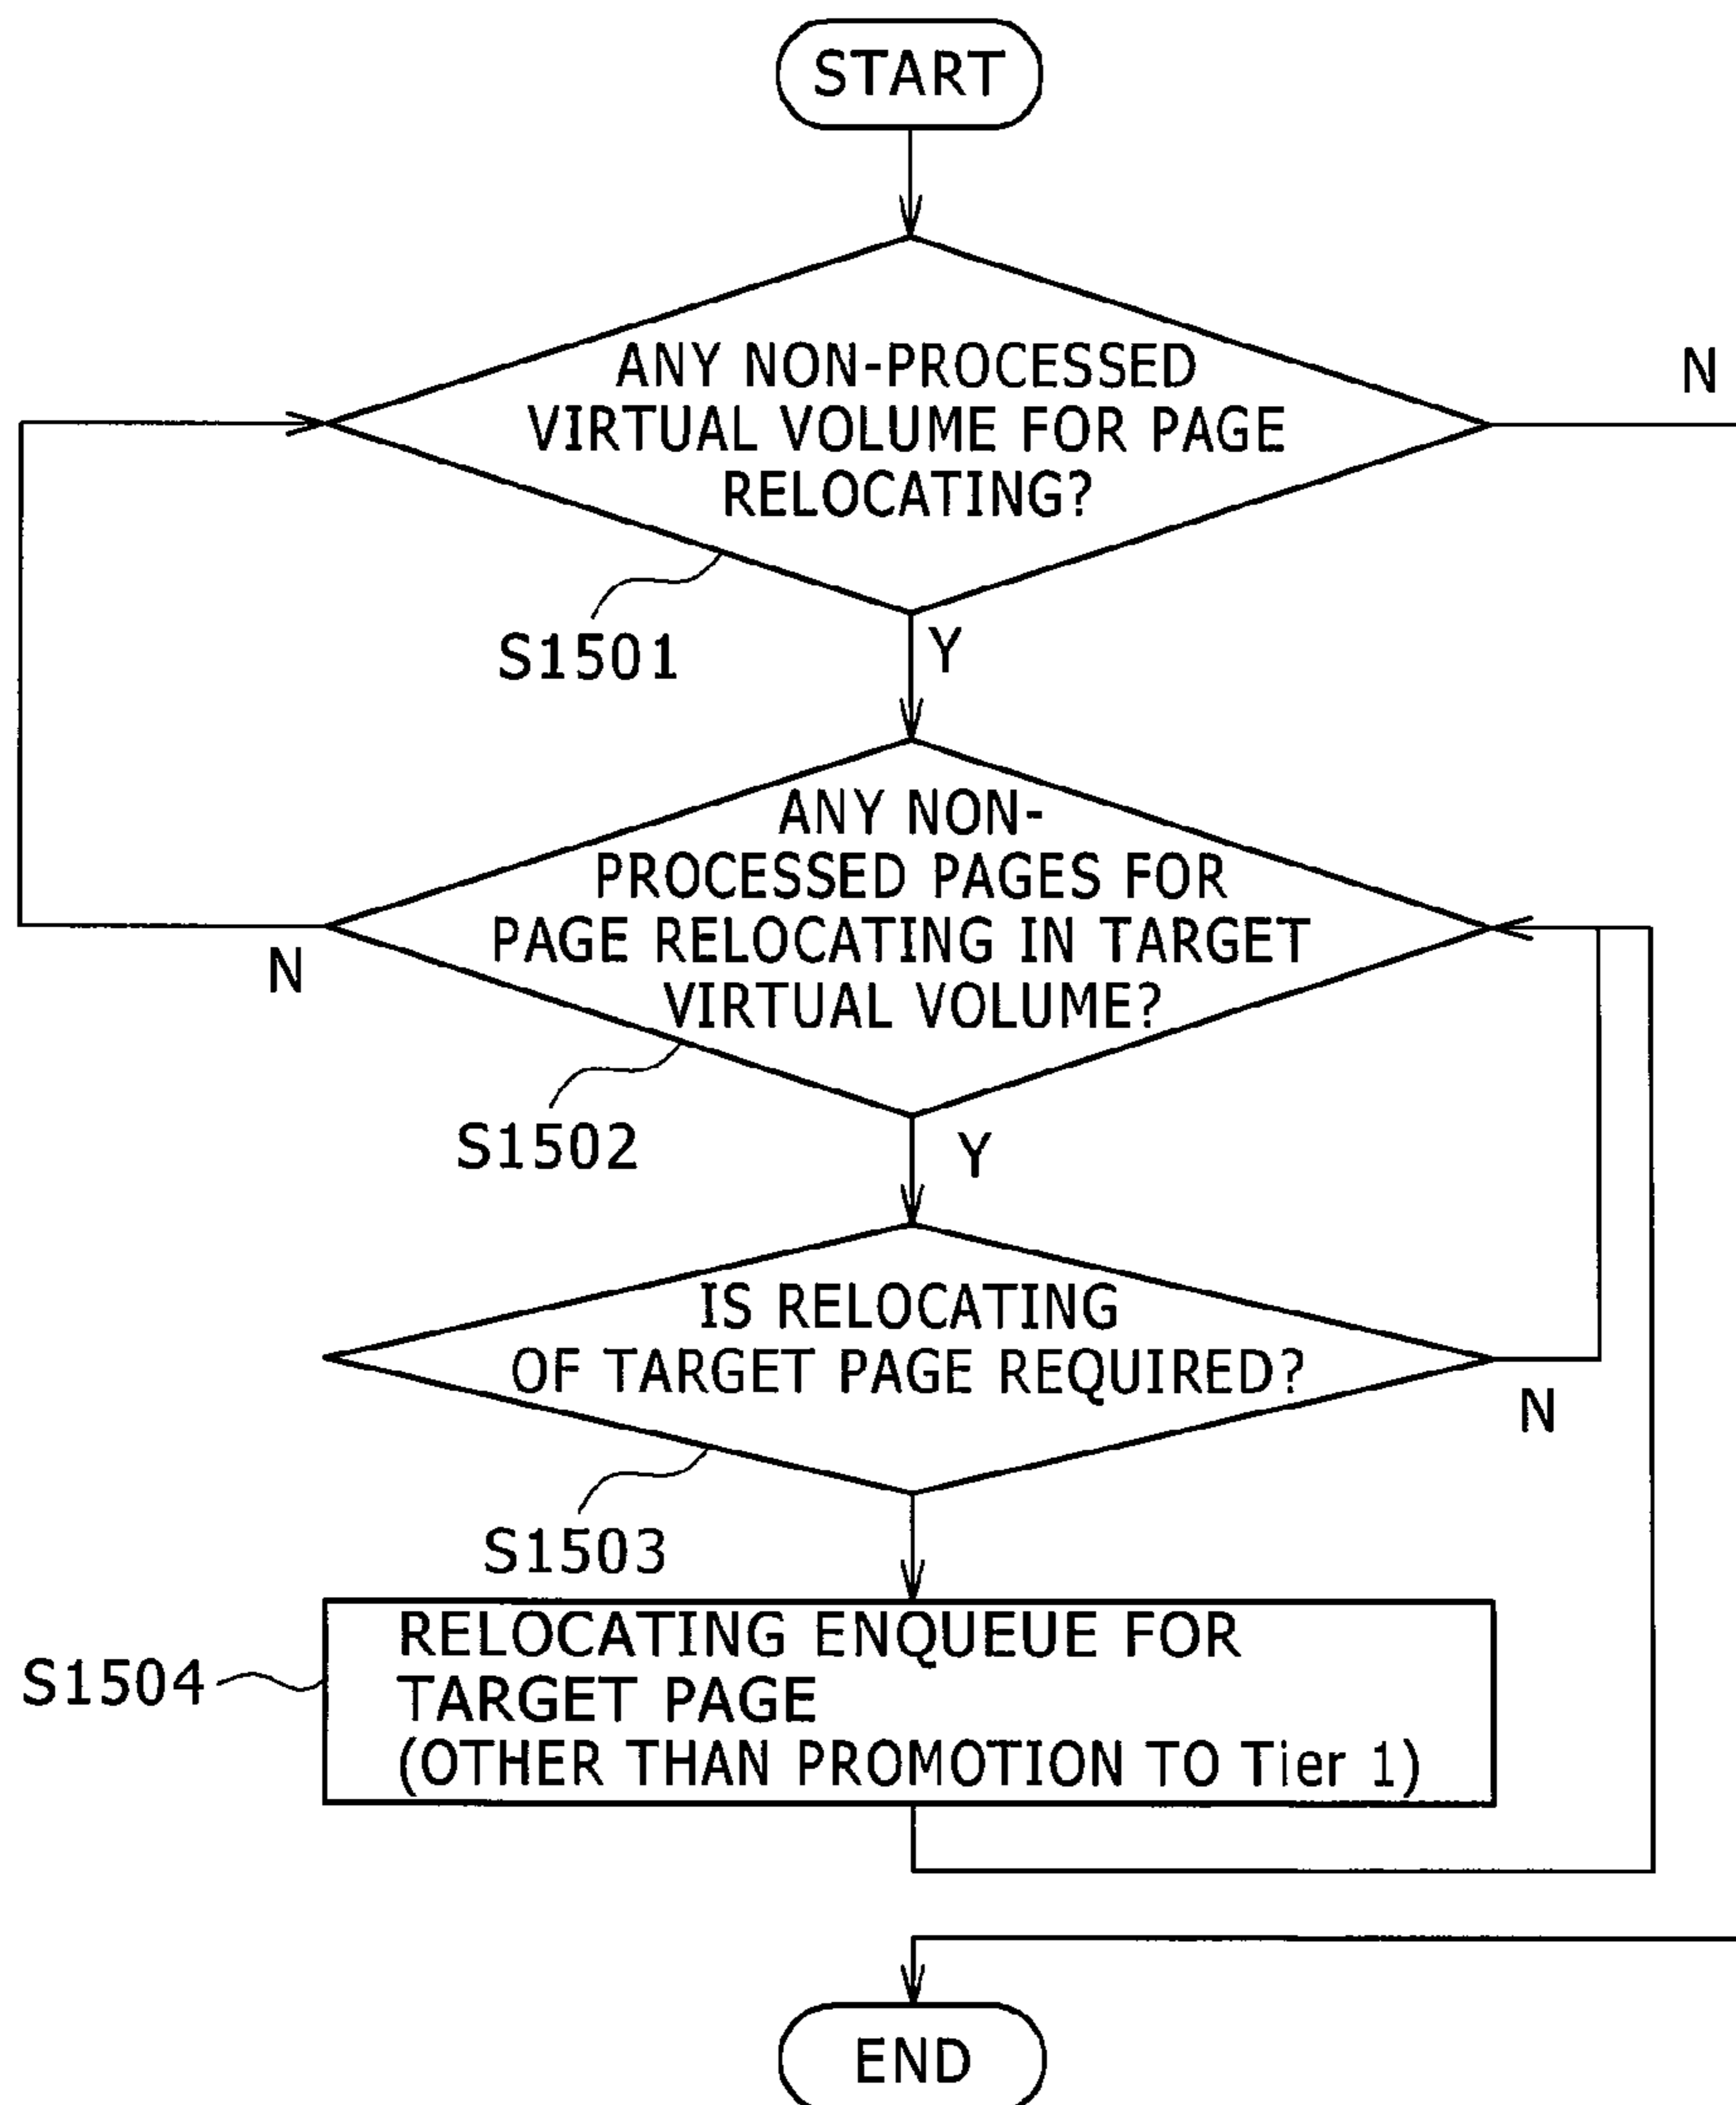 START
ANY NON-PROCESSED
VIRTUAL VOLUME FOR PAGE
RELOCATING?
N
S1501
Y
ANY NON-
PROCESSED PAGES FOR
PAGE RELOCATING IN TARGET
VIRTUAL VOLUME?
N
S1502
Y
IS RELOCATING
OF TARGET PAGE REQUIRED?
N
S1503
RELOCATING ENQUEUE FOR
TARGET PAGE
(OTHER THAN PROMOTION TO Tier 1)
S1504
END